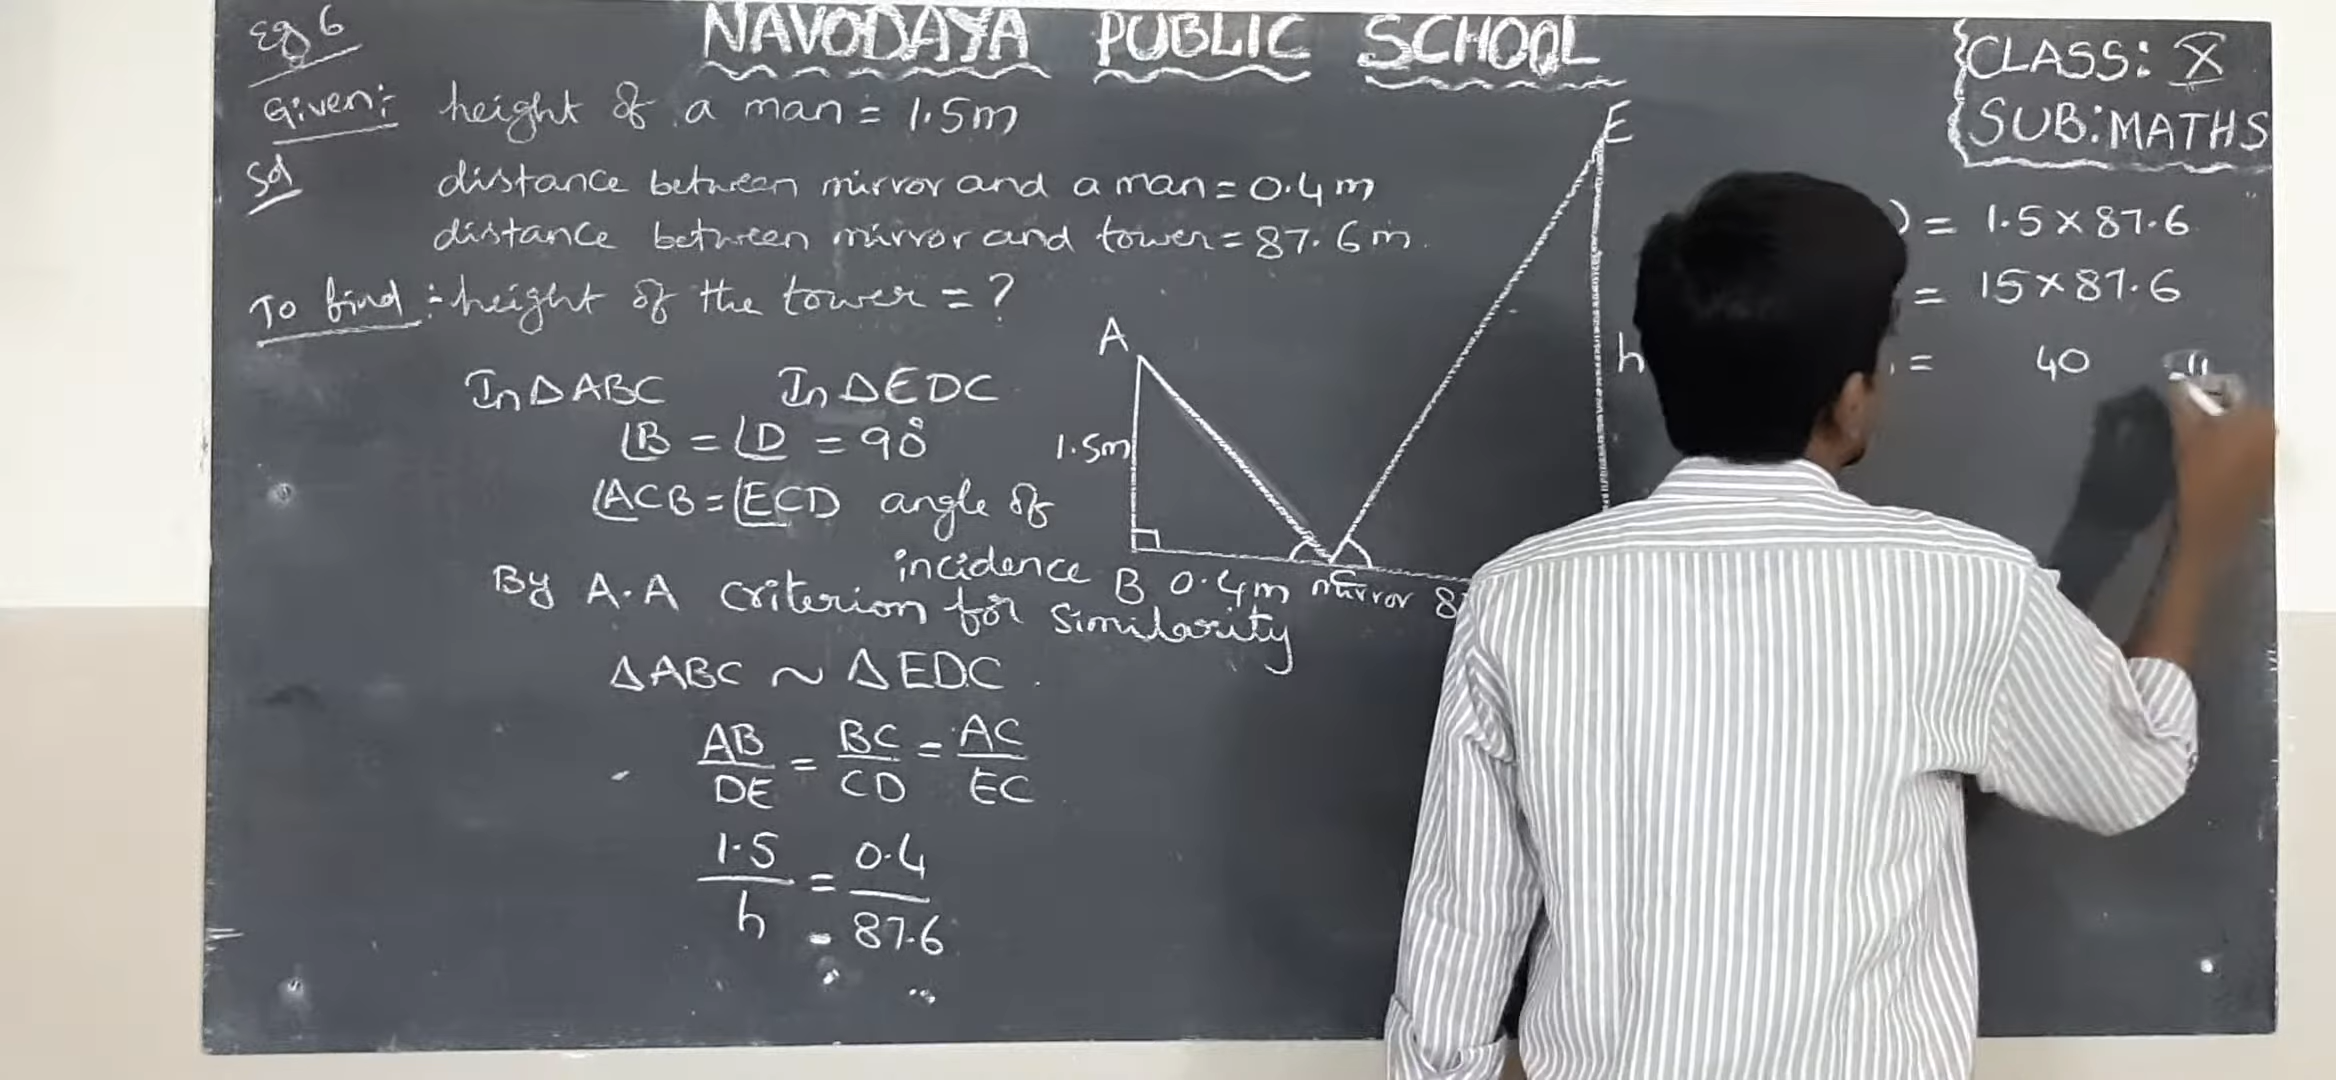 Eg 6
NAVODAYA PUBLIC SCHOOL
CLASS: X
SUB: MATHS
Given:- height of a man = 1.5m
Sol
distance between mirror and a man = 0.4m
distance between mirror and tower = 87.6m.
To find :- height of the tower = ?
In ΔABC In ΔEDC
∠B = ∠D = 90°
∠ACB = ∠ECD angle of
incidence
By A.A criterion for similarity
ΔABC ~ ΔEDC
AB/DE = BC/CD = AC/EC
1.5/h = 0.4/87.6
A
E
1.5m
h
B 0.4m mirror 8
C
) = 1.5 × 87.6
= 15 × 87.6
= 40